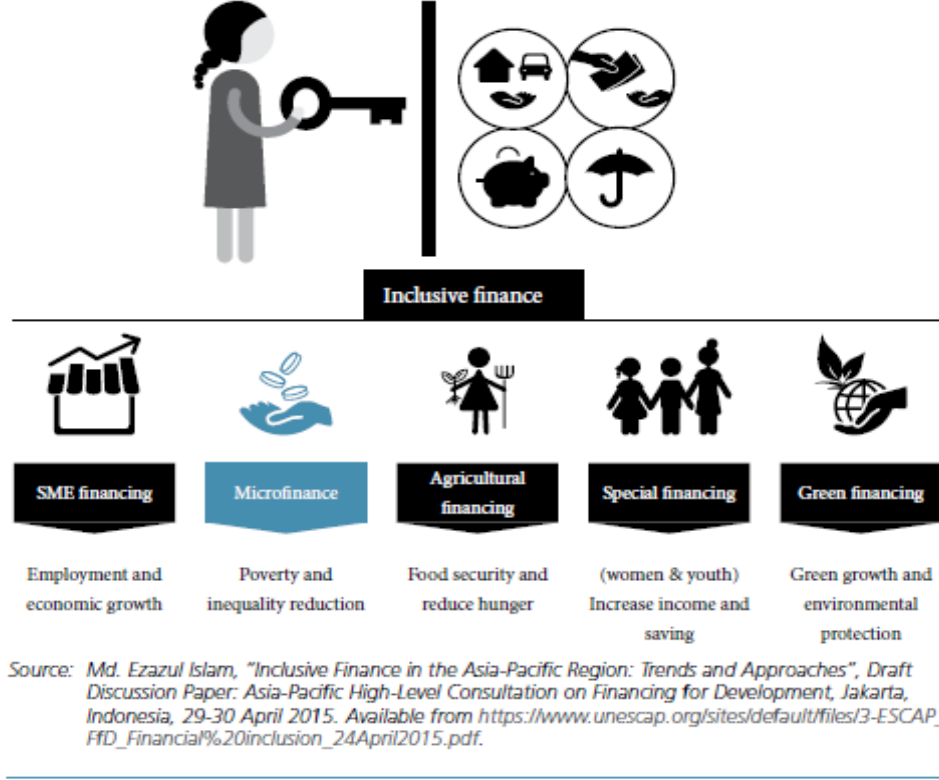 Inclusive finance
SME financing
Microfinance
Agricultural
financing
Special financing
Green financing
Employment and
economic growth
Poverty and
inequality reduction
Food security and
reduce hunger
(women & youth)
Increase income and
saving
Green growth and
environmental
protection
Source: Md. Ezazul Islam, "Inclusive Finance in the Asia-Pacific Region: Trends and Approaches", Draft
Discussion Paper: Asia-Pacific High-Level Consultation on Financing for Development, Jakarta,
Indonesia, 29-30 April 2015. Available from https://www.unescap.org/sites/default/files/3-ESCAP_
FfD_Financial%20inclusion_24April2015.pdf.